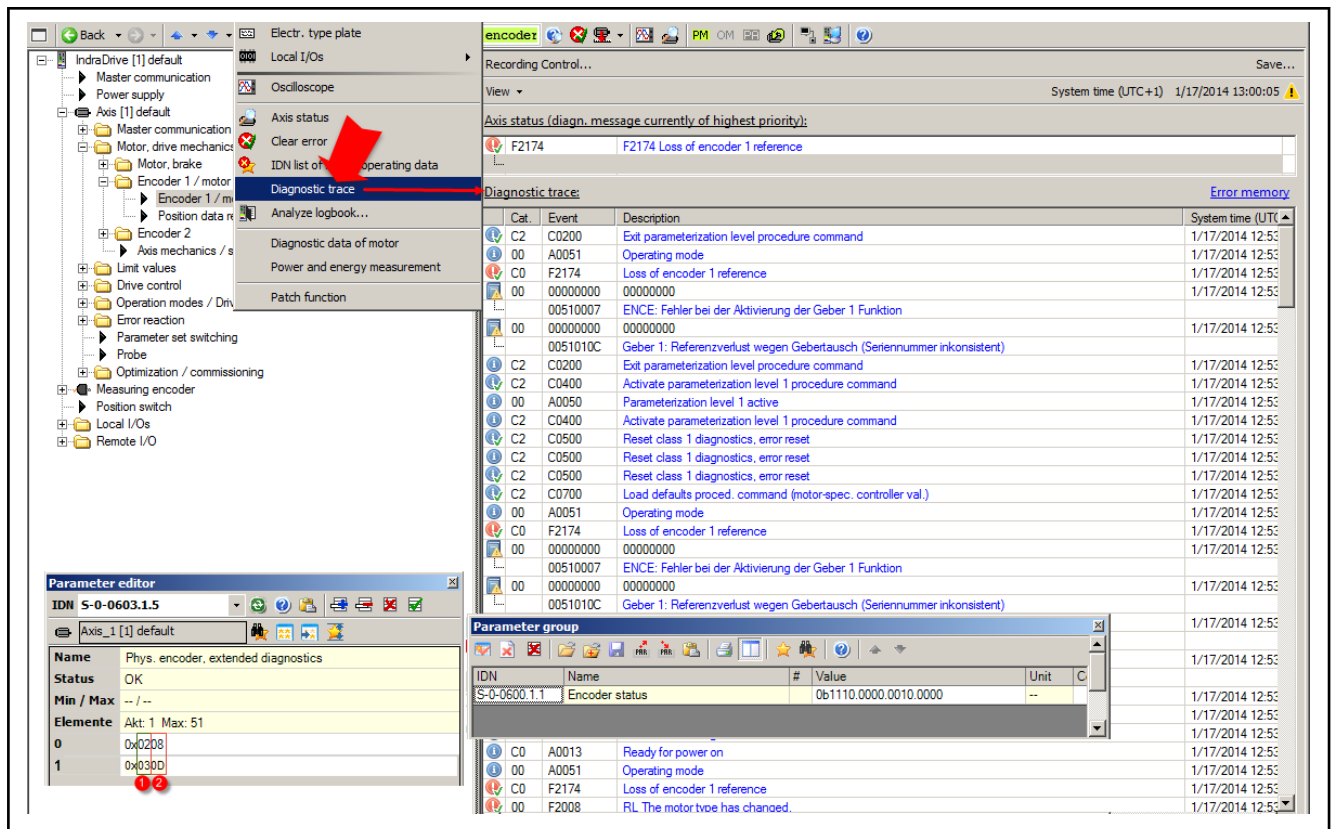 Back
IndraDrive [1] default
Master communication
Power supply
Axis [1] default
Master communication
Motor, drive mechanics
Motor, brake
Encoder 1 / motor
Encoder 1 / m
Position data re
Encoder 2
Axis mechanics / s
Limit values
Drive control
Operation modes / Driv
Error reaction
Parameter set switching
Probe
Optimization / commissioning
Measuring encoder
Position switch
Local I/Os
Remote I/O
Electr. type plate
Local I/Os
Oscilloscope
Axis status
Clear error
IDN list of operating data
Diagnostic trace
Analyze logbook...
Diagnostic data of motor
Power and energy measurement
Patch function
encoder PM OM
Recording Control... Save...
View System time (UTC+1) 1/17/2014 13:00:05
Axis status (diagn. message currently of highest priority):
F2174 F2174 Loss of encoder 1 reference
Diagnostic trace: Error memory
Cat. Event Description System time (UTC
C2 C0200 Exit parameterization level procedure command 1/17/2014 12:53
00 A0051 Operating mode 1/17/2014 12:53
C0 F2174 Loss of encoder 1 reference 1/17/2014 12:53
00 00000000 00000000 1/17/2014 12:53
00510007 ENCE: Fehler bei der Aktivierung der Geber 1 Funktion
00 00000000 00000000 1/17/2014 12:53
0051010C Geber 1: Referenzverlust wegen Gebertausch (Seriennummer inkonsistent)
C2 C0200 Exit parameterization level procedure command 1/17/2014 12:53
C2 C0400 Activate parameterization level 1 procedure command 1/17/2014 12:53
00 A0050 Parameterization level 1 active 1/17/2014 12:53
C2 C0400 Activate parameterization level 1 procedure command 1/17/2014 12:53
C2 C0500 Reset class 1 diagnostics, error reset 1/17/2014 12:53
C2 C0500 Reset class 1 diagnostics, error reset 1/17/2014 12:53
C2 C0500 Reset class 1 diagnostics, error reset 1/17/2014 12:53
C2 C0700 Load defaults proced. command (motor-spec. controller val.) 1/17/2014 12:53
00 A0051 Operating mode 1/17/2014 12:53
C0 F2174 Loss of encoder 1 reference 1/17/2014 12:53
00 00000000 00000000 1/17/2014 12:53
00510007 ENCE: Fehler bei der Aktivierung der Geber 1 Funktion
00 00000000 00000000 1/17/2014 12:53
0051010C Geber 1: Referenzverlust wegen Gebertausch (Seriennummer inkonsistent)
1/17/2014 12:53
1/17/2014 12:53
1/17/2014 12:53
1/17/2014 12:53
1/17/2014 12:53
C0 A0013 Ready for power on 1/17/2014 12:53
00 A0051 Operating mode 1/17/2014 12:53
C0 F2174 Loss of encoder 1 reference 1/17/2014 12:53
00 F2008 RL The motor type has changed. 1/17/2014 12:53
Parameter editor
IDN S-0-0603.1.5
Axis_1 [1] default
Name Phys. encoder, extended diagnostics
Status OK
Min / Max -- / --
Elemente Akt: 1 Max: 51
0 0x0208
1 0x030D
1 2
Parameter group
IDN Name # Value Unit C
S-0-0600.1.1 Encoder status 0b1110.0000.0010.0000 --